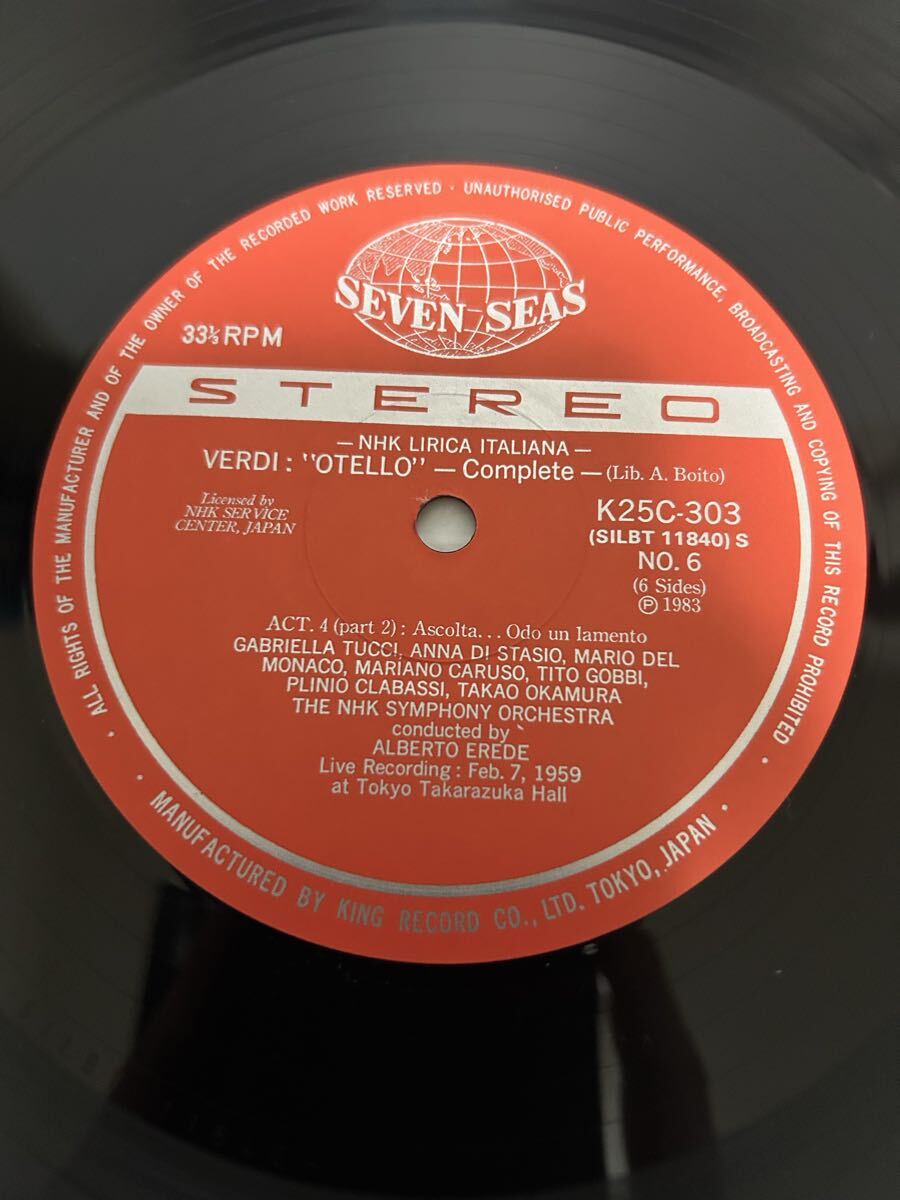 · ALL RIGHTS OF THE MANUFACTURER AND OF THE OWNER OF THE RECORDED WORK RESERVED · UNAUTHORISED PUBLIC PERFORMANCE, BROADCASTING AND COPYING OF THIS RECORD PROHIBITED ·
SEVEN SEAS
33⅓ RPM
STEREO
— NHK LIRICA ITALIANA —
VERDI : "OTELLO" — Complete — (Lib. A. Boito)
Licensed by
NHK SERVICE
CENTER, JAPAN
K25C-303
(SILBT 11840) S
NO. 6
(6 Sides)
Ⓟ 1983
ACT. 4 (part 2) : Ascolta... Odo un lamento
GABRIELLA TUCCI, ANNA DI STASIO, MARIO DEL
MONACO, MARIANO CARUSO, TITO GOBBI,
PLINIO CLABASSI, TAKAO OKAMURA
THE NHK SYMPHONY ORCHESTRA
conducted by
ALBERTO EREDE
Live Recording : Feb. 7, 1959
at Tokyo Takarazuka Hall
· MANUFACTURED BY KING RECORD CO., LTD. TOKYO, JAPAN ·